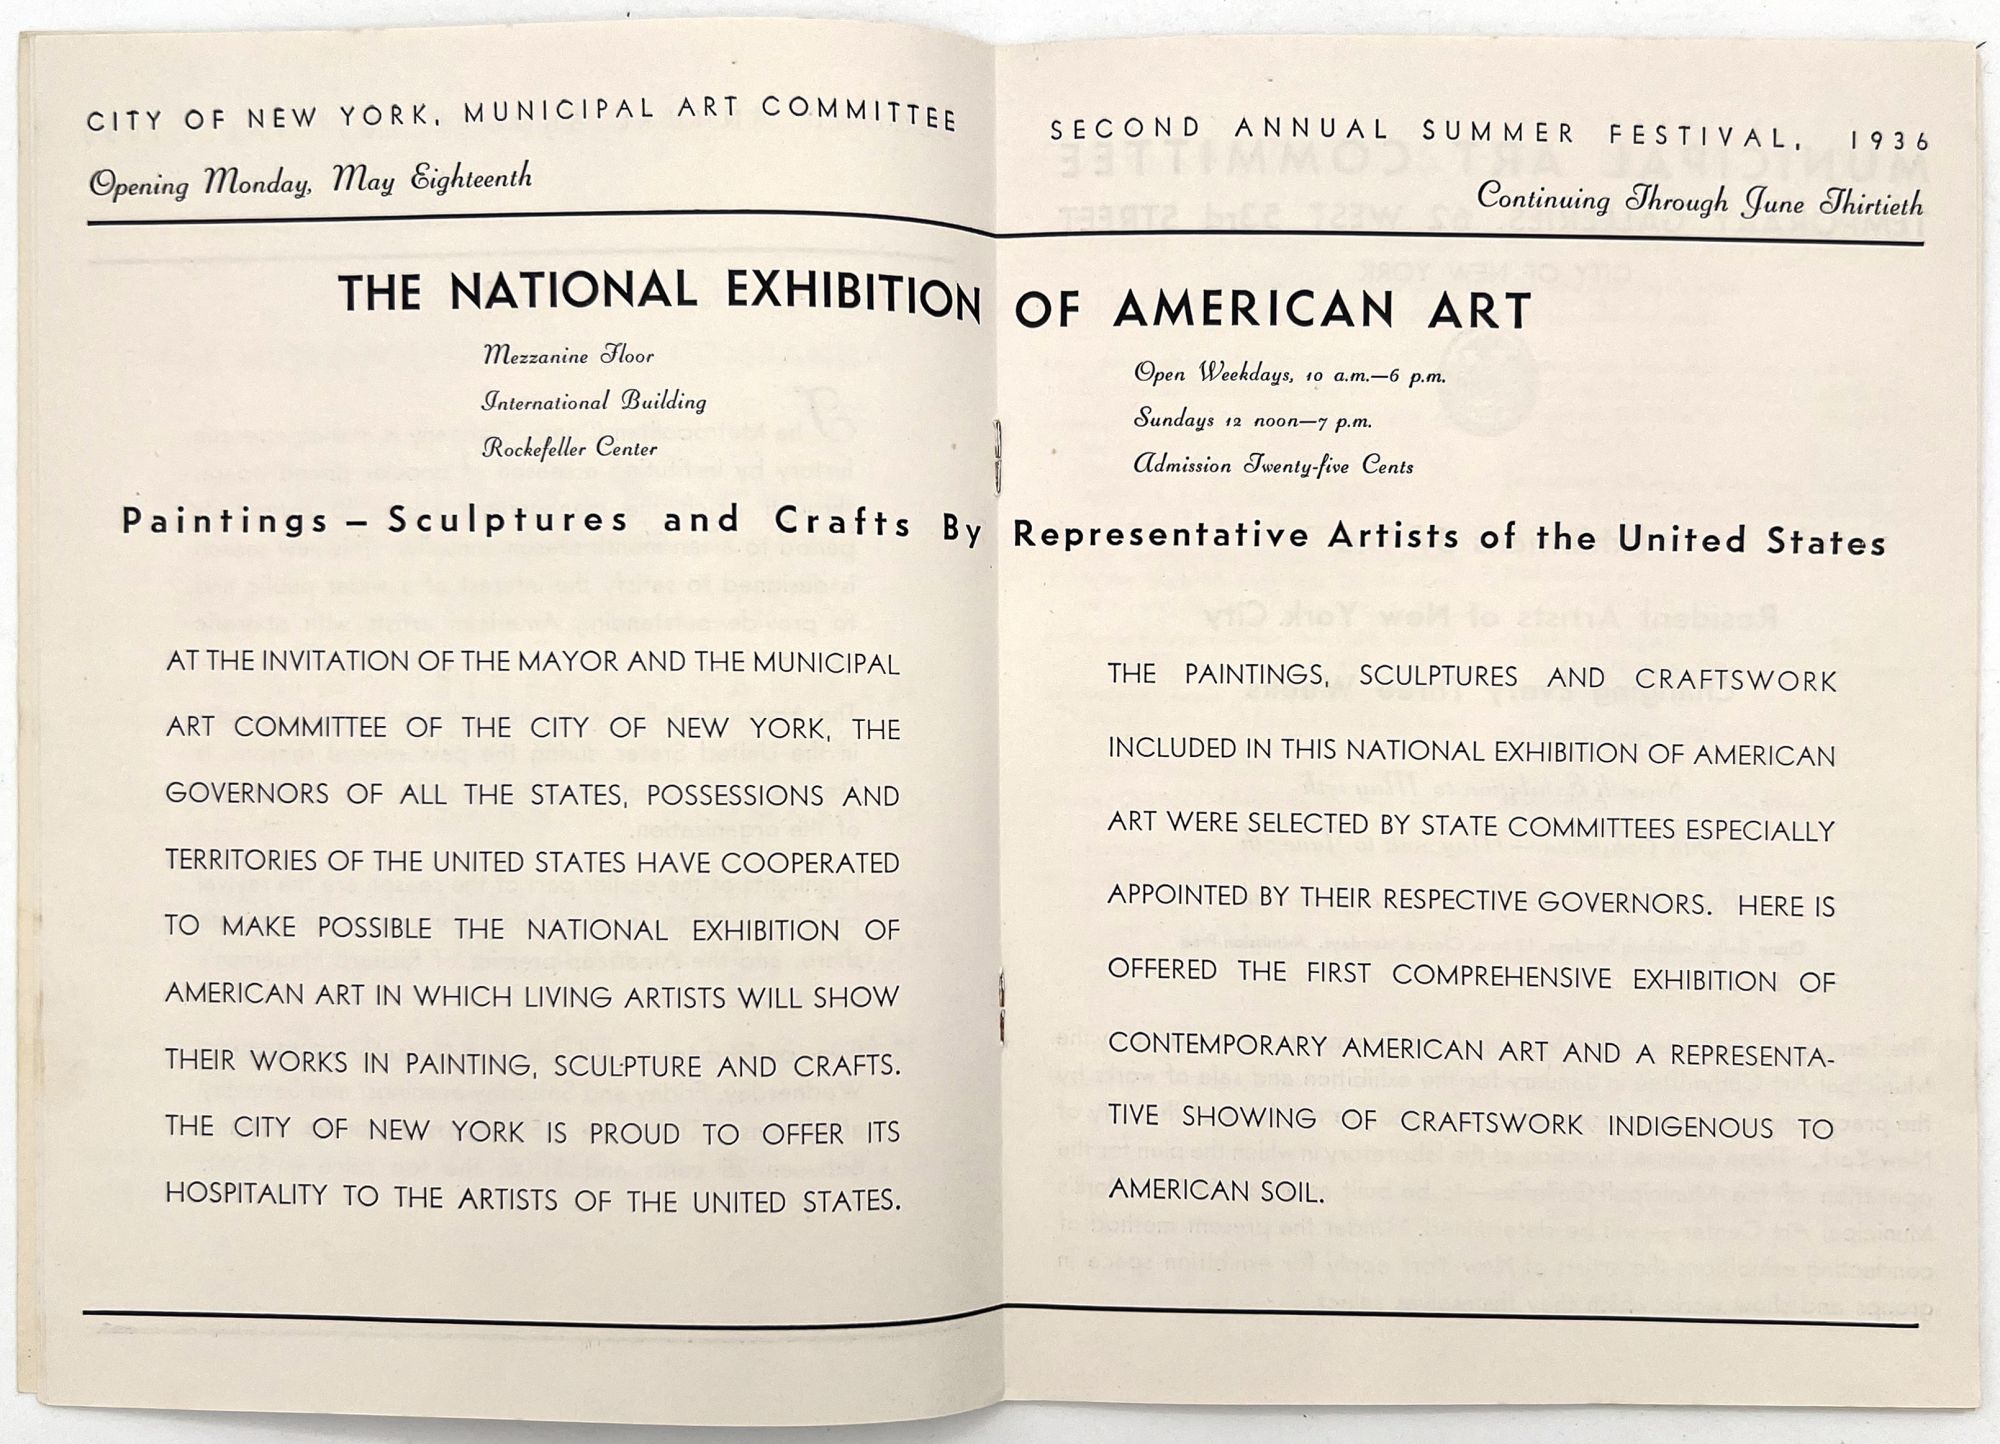 CITY OF NEW YORK, MUNICIPAL ART COMMITTEE
Opening Monday, May Eighteenth
SECOND ANNUAL SUMMER FESTIVAL, 1936
Continuing Through June Thirtieth
THE NATIONAL EXHIBITION OF AMERICAN ART
Mezzanine Floor
International Building
Rockefeller Center
Open Weekdays, 10 a.m.—6 p.m.
Sundays 12 noon—7 p.m.
Admission Twenty-five Cents
Paintings – Sculptures and Crafts By Representative Artists of the United States
AT THE INVITATION OF THE MAYOR AND THE MUNICIPAL
ART COMMITTEE OF THE CITY OF NEW YORK, THE
GOVERNORS OF ALL THE STATES, POSSESSIONS AND
TERRITORIES OF THE UNITED STATES HAVE COOPERATED
TO MAKE POSSIBLE THE NATIONAL EXHIBITION OF
AMERICAN ART IN WHICH LIVING ARTISTS WILL SHOW
THEIR WORKS IN PAINTING, SCULPTURE AND CRAFTS.
THE CITY OF NEW YORK IS PROUD TO OFFER ITS
HOSPITALITY TO THE ARTISTS OF THE UNITED STATES.
THE PAINTINGS, SCULPTURES AND CRAFTSWORK
INCLUDED IN THIS NATIONAL EXHIBITION OF AMERICAN
ART WERE SELECTED BY STATE COMMITTEES ESPECIALLY
APPOINTED BY THEIR RESPECTIVE GOVERNORS. HERE IS
OFFERED THE FIRST COMPREHENSIVE EXHIBITION OF
CONTEMPORARY AMERICAN ART AND A REPRESENTA-
TIVE SHOWING OF CRAFTSWORK INDIGENOUS TO
AMERICAN SOIL.